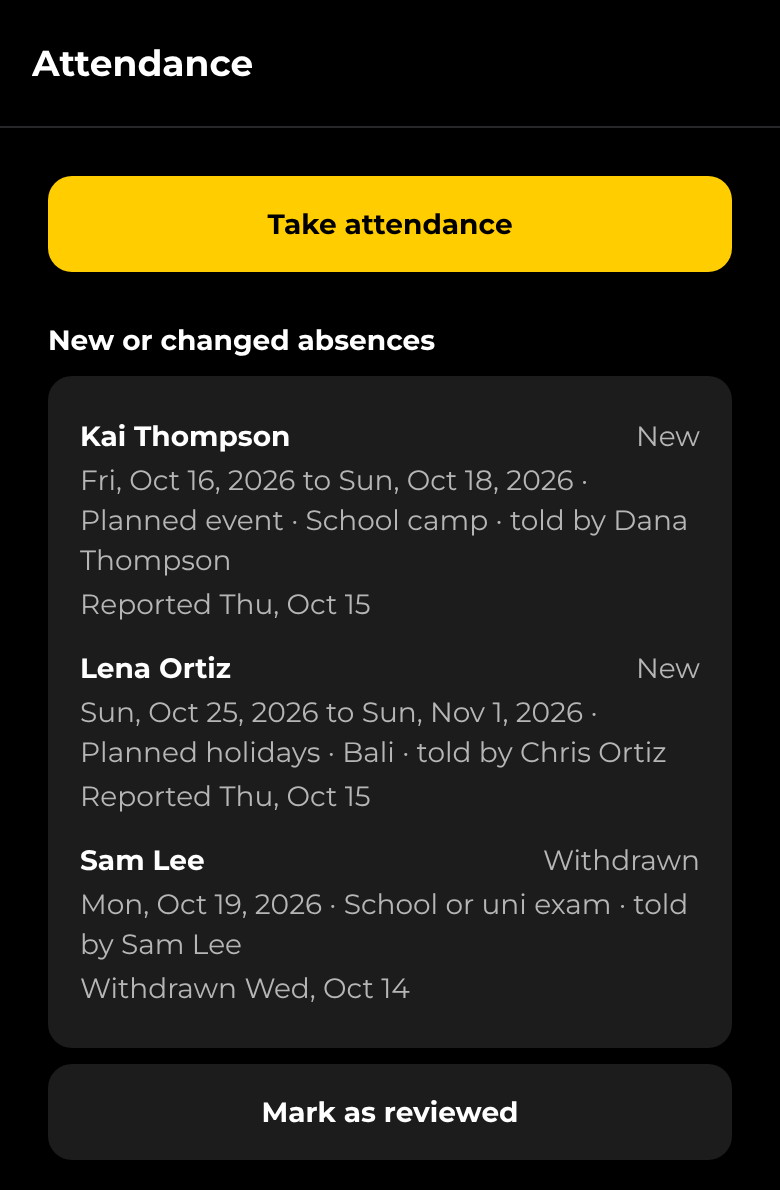 Attendance
Take attendance
New or changed absences
Kai Thompson New
Fri, Oct 16, 2026 to Sun, Oct 18, 2026 ·
Planned event · School camp · told by Dana
Thompson
Reported Thu, Oct 15
Lena Ortiz New
Sun, Oct 25, 2026 to Sun, Nov 1, 2026 ·
Planned holidays · Bali · told by Chris Ortiz
Reported Thu, Oct 15
Sam Lee Withdrawn
Mon, Oct 19, 2026 · School or uni exam · told
by Sam Lee
Withdrawn Wed, Oct 14
Mark as reviewed